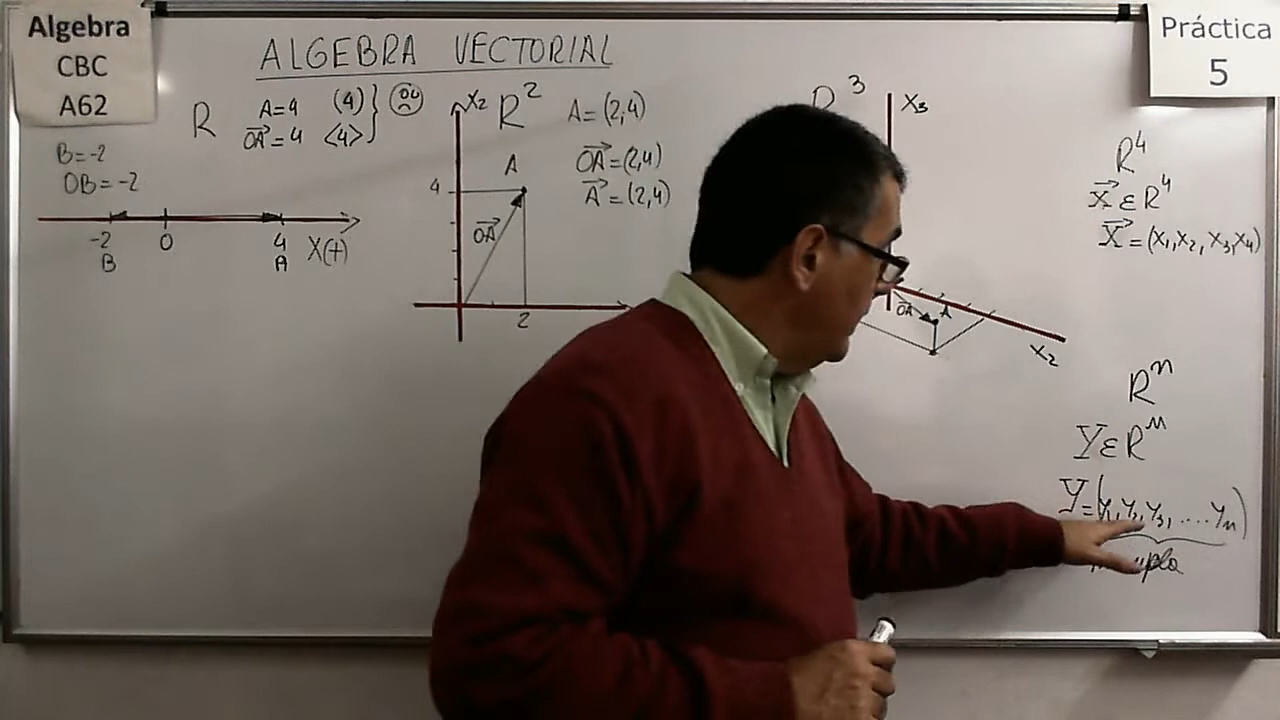 Algebra
CBC
A62
Práctica
5
ALGEBRA VECTORIAL
R
A=4 (4)
OA=4 <4>
B=-2
OB=-2
-2 0 4 X(+)
B A
X2 R2 A=(2,4)
OA=(2,4)
A=(2,4)
A
4
OA
2
R3
X3
OA A
X2
R4
X ε R4
X=(X1,X2,X3,X4)
Rn
Y ε Rn
Y=(Y1,Y2,Y3,....Yn)